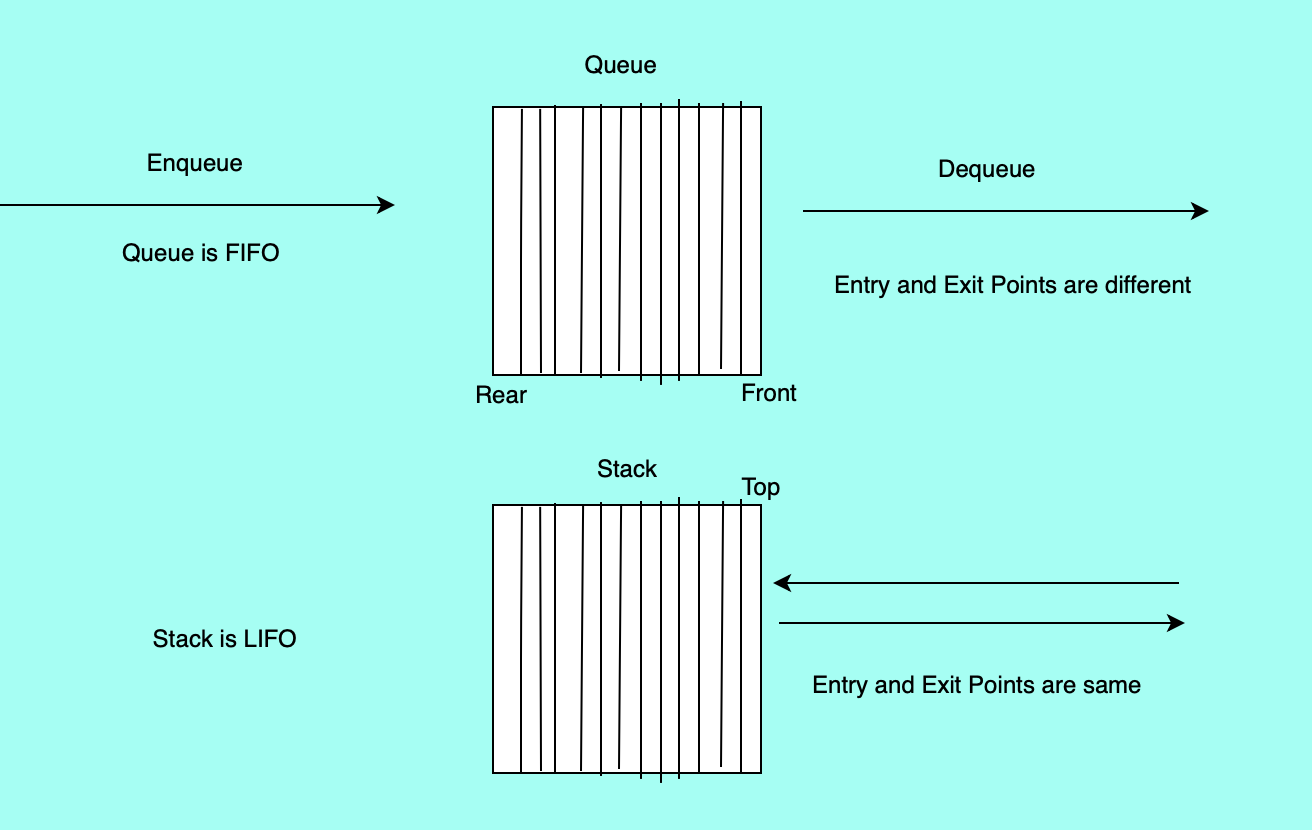 Queue
Enqueue
Dequeue
Queue is FIFO
Entry and Exit Points are different
Rear
Front
Stack
Top
Stack is LIFO
Entry and Exit Points are same